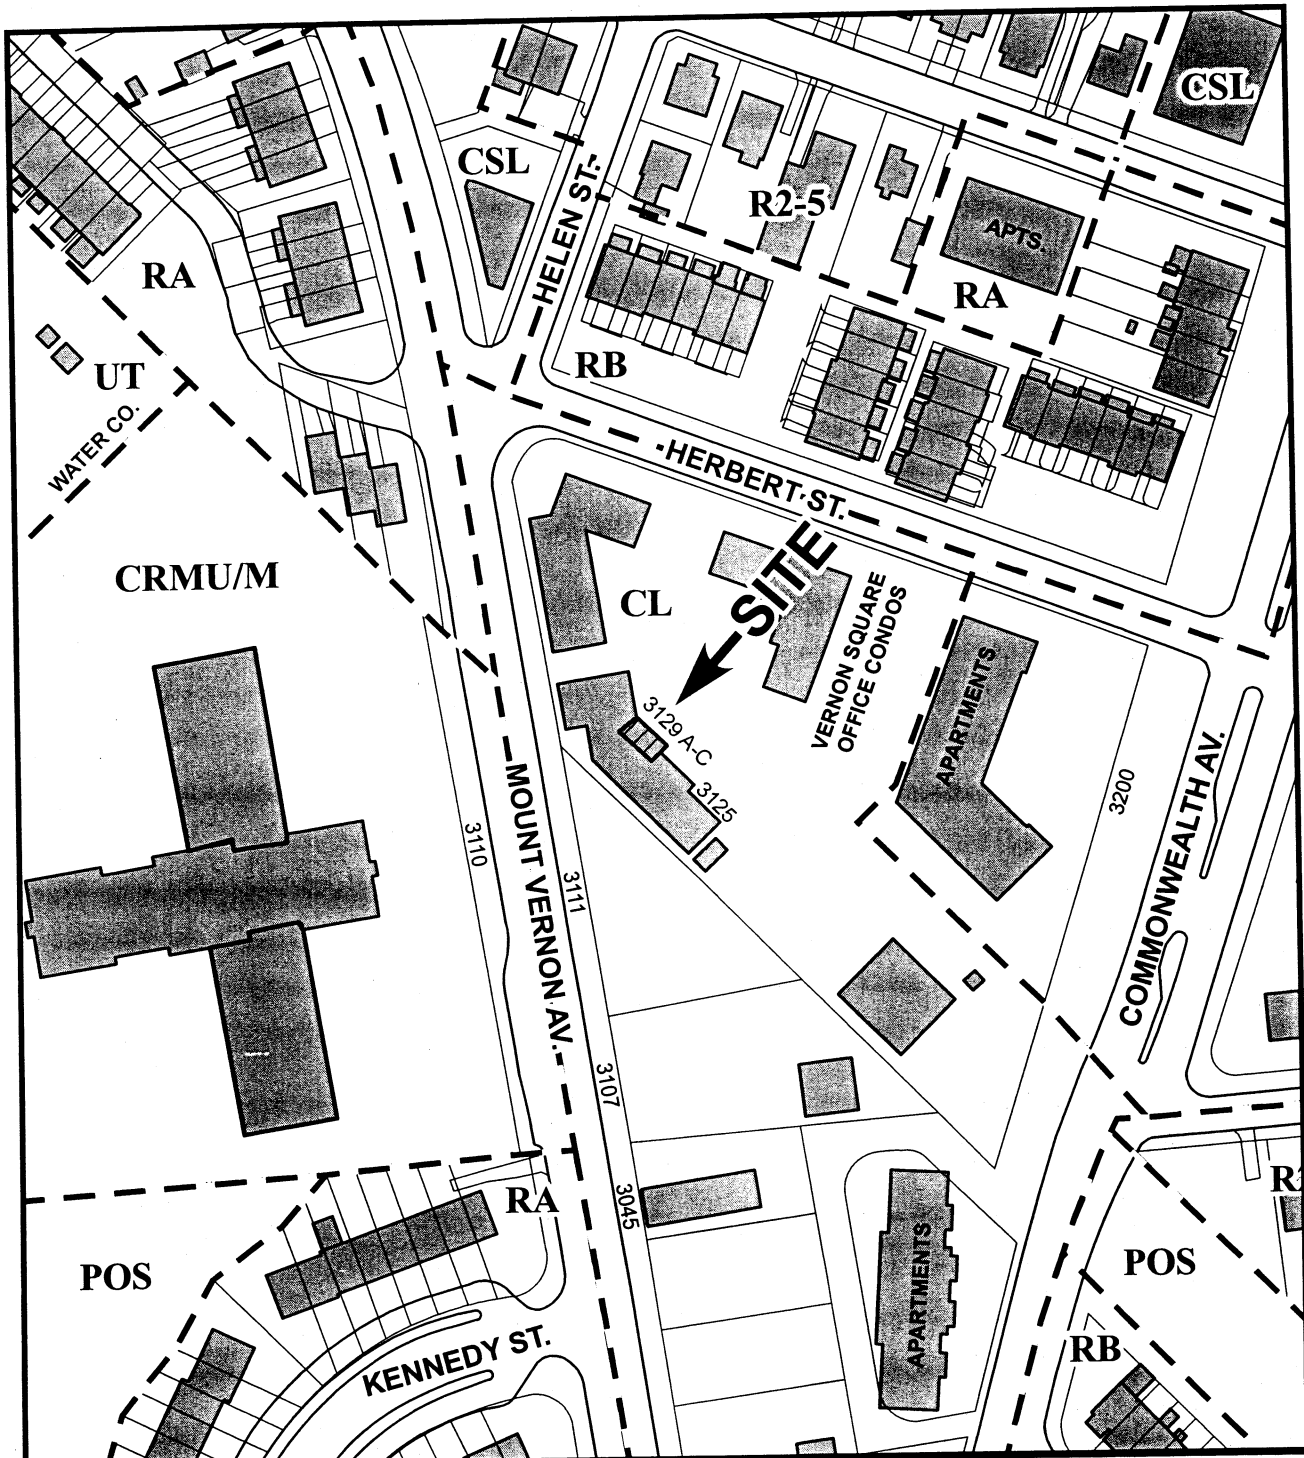 CSL
CSL
HELEN ST.
R2-5
APTS.
RA
RA
RB
UT
WATER CO.
HERBERT ST.
CRMU/M
SITE
CL
VERNON SQUARE
OFFICE CONDOS
APARTMENTS
3129 A-C
3125
3200
COMMONWEALTH AV.
MOUNT VERNON AV.
3110
3111
3107
3045
RA
POS
APARTMENTS
POS
RB
KENNEDY ST.